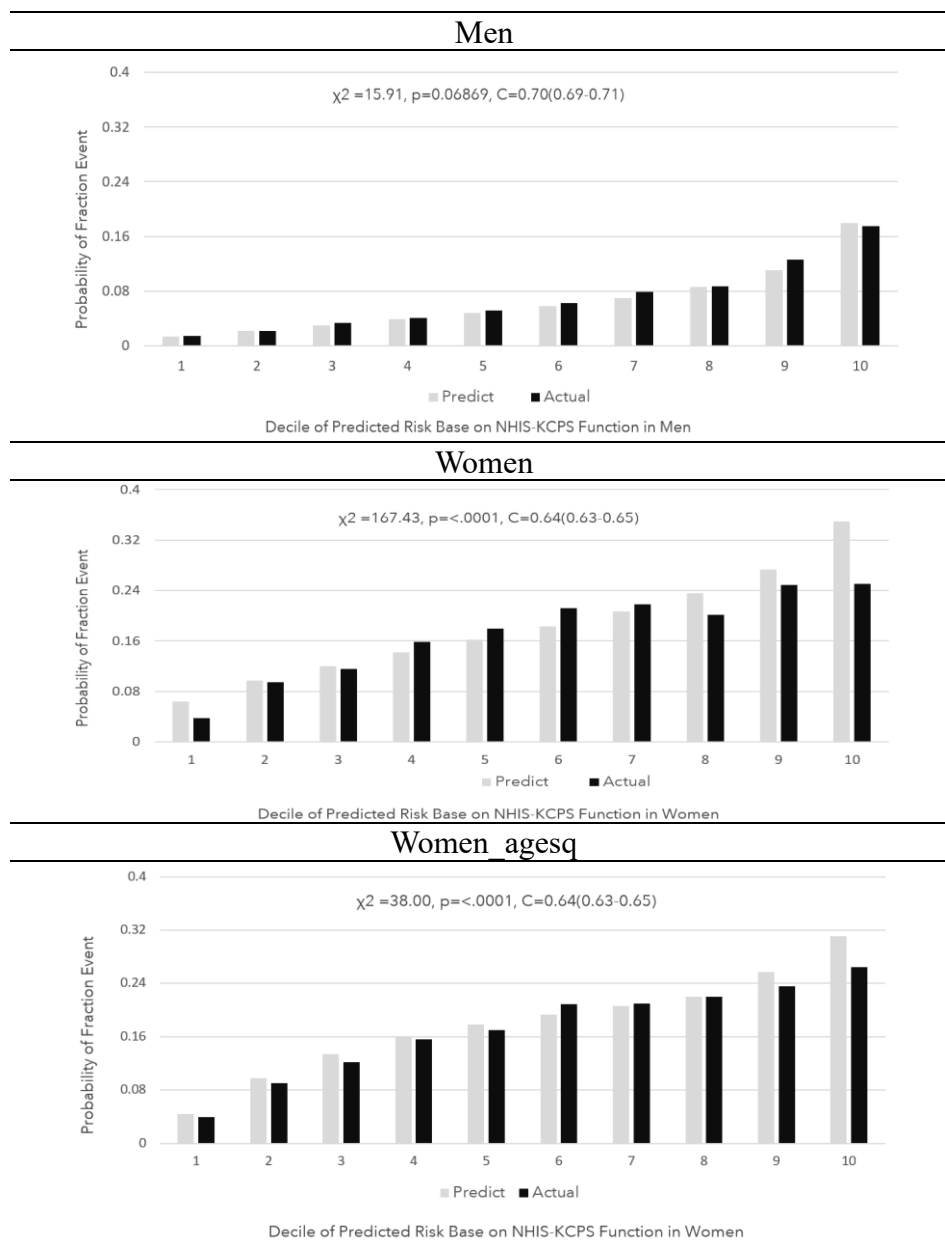 Men
0.4
χ2 =15.91, p=0.06869, C=0.70(0.69-0.71)
0.32
0.24
0.16
0.08
0
Probability of Fraction Event
1 2 3 4 5 6 7 8 9 10
Predict Actual
Decile of Predicted Risk Base on NHIS-KCPS Function in Men
Women
0.4
χ2 =167.43, p=<.0001, C=0.64(0.63-0.65)
0.32
0.24
0.16
0.08
0
Probability of Fraction Event
1 2 3 4 5 6 7 8 9 10
Predict Actual
Decile of Predicted Risk Base on NHIS-KCPS Function in Women
Women_agesq
0.4
χ2 =38.00, p=<.0001, C=0.64(0.63-0.65)
0.32
0.24
0.16
0.08
0
Probability of Fraction Event
1 2 3 4 5 6 7 8 9 10
Predict Actual
Decile of Predicted Risk Base on NHIS-KCPS Function in Women